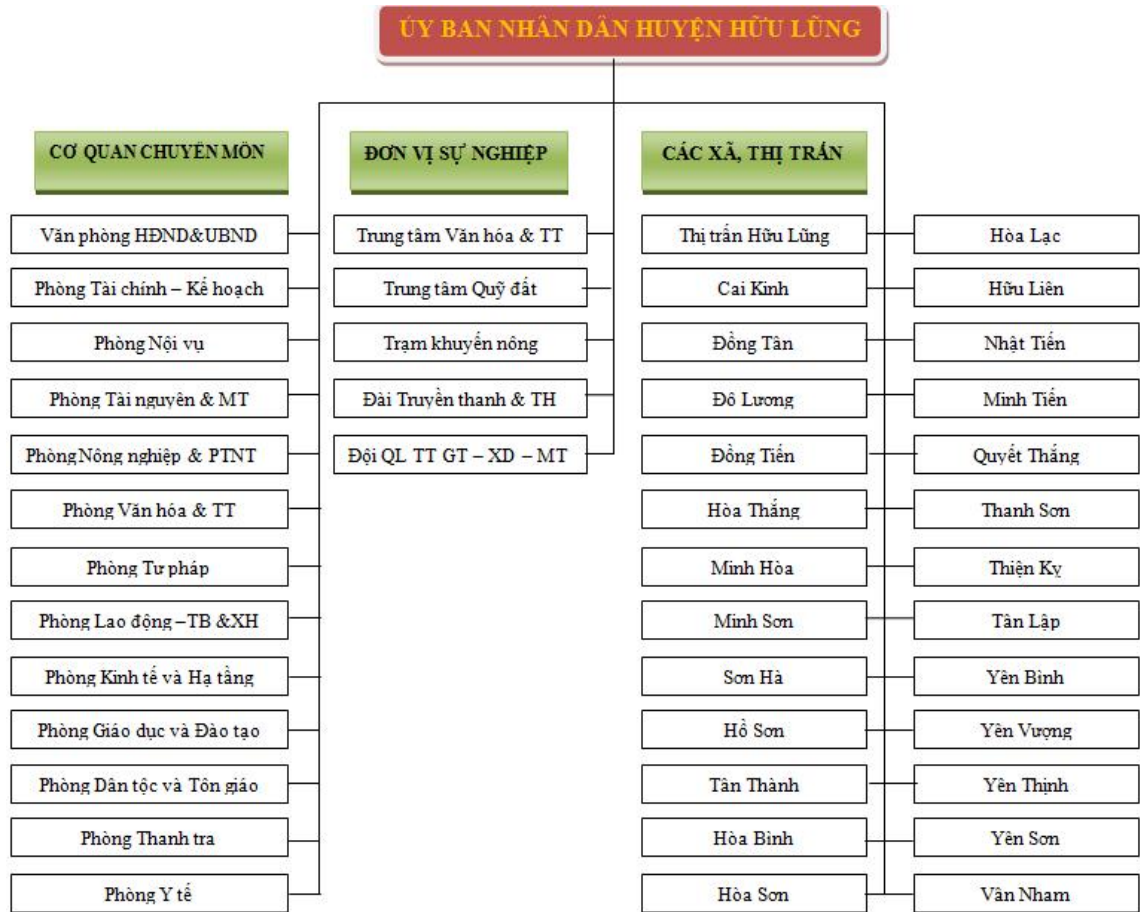 ỦY BAN NHÂN DÂN HUYỆN HỮU LŨNG
CƠ QUAN CHUYÊN MÔN
Văn phòng HĐND&UBND
Phòng Tài chính – Kế hoạch
Phòng Nội vụ
Phòng Tài nguyên & MT
Phòng Nông nghiệp & PTNT
Phòng Văn hóa & TT
Phòng Tư pháp
Phòng Lao động –TB &XH
Phòng Kinh tế và Hạ tầng
Phòng Giáo dục và Đào tạo
Phòng Dân tộc và Tôn giáo
Phòng Thanh tra
Phòng Y tế
ĐƠN VỊ SỰ NGHIỆP
Trung tâm Văn hóa & TT
Trung tâm Quỹ đất
Trạm khuyến nông
Đài Truyền thanh & TH
Đội QL TT GT – XD – MT
CÁC XÃ, THỊ TRẤN
Thị trấn Hữu Lũng
Cai Kinh
Đồng Tân
Đô Lương
Đồng Tiến
Hòa Thắng
Minh Hòa
Minh Sơn
Sơn Hà
Hồ Sơn
Tân Thành
Hòa Bình
Hòa Sơn
Hòa Lạc
Hữu Liên
Nhật Tiến
Minh Tiến
Quyết Thắng
Thanh Sơn
Thiện Kỵ
Tân Lập
Yên Bình
Yên Vượng
Yên Thịnh
Yên Sơn
Vân Nham